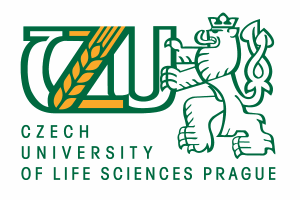 CZU
CZECH
UNIVERSITY
OF LIFE SCIENCES PRAGUE